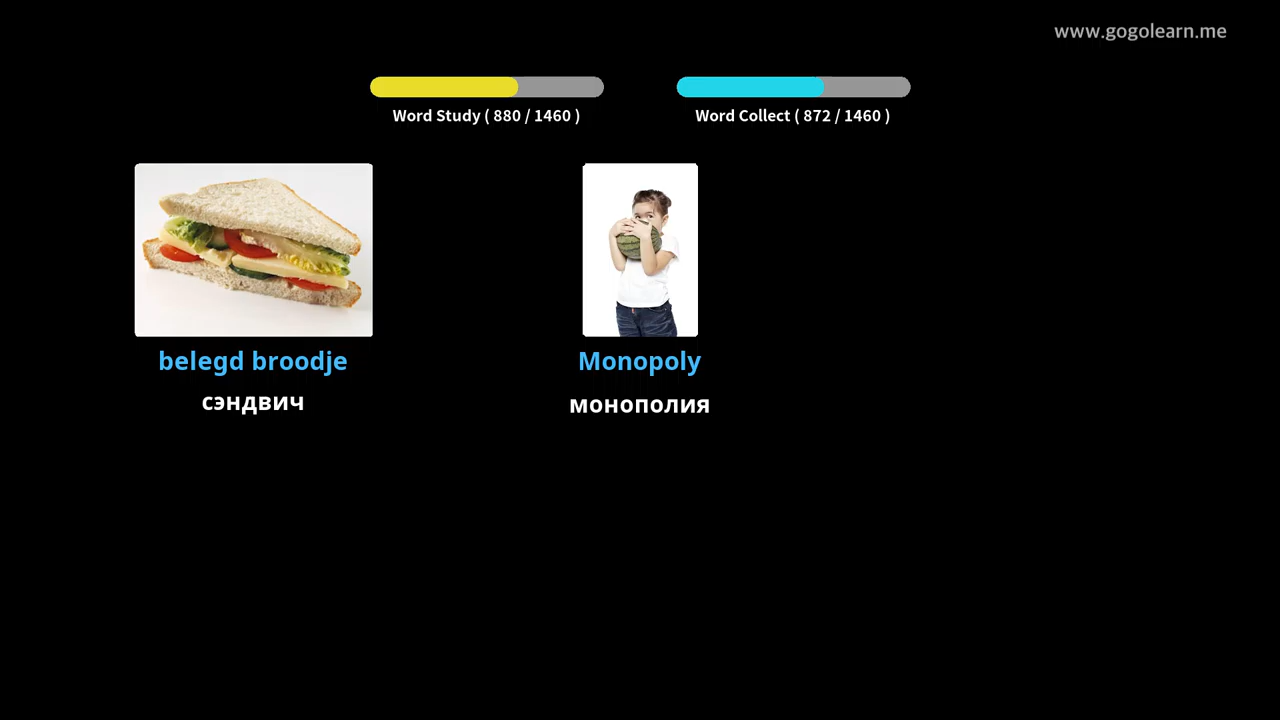 www.gogolearn.me
Word Study ( 880 / 1460 )
Word Collect ( 872 / 1460 )
belegd broodje
сэндвич
Monopoly
монополия